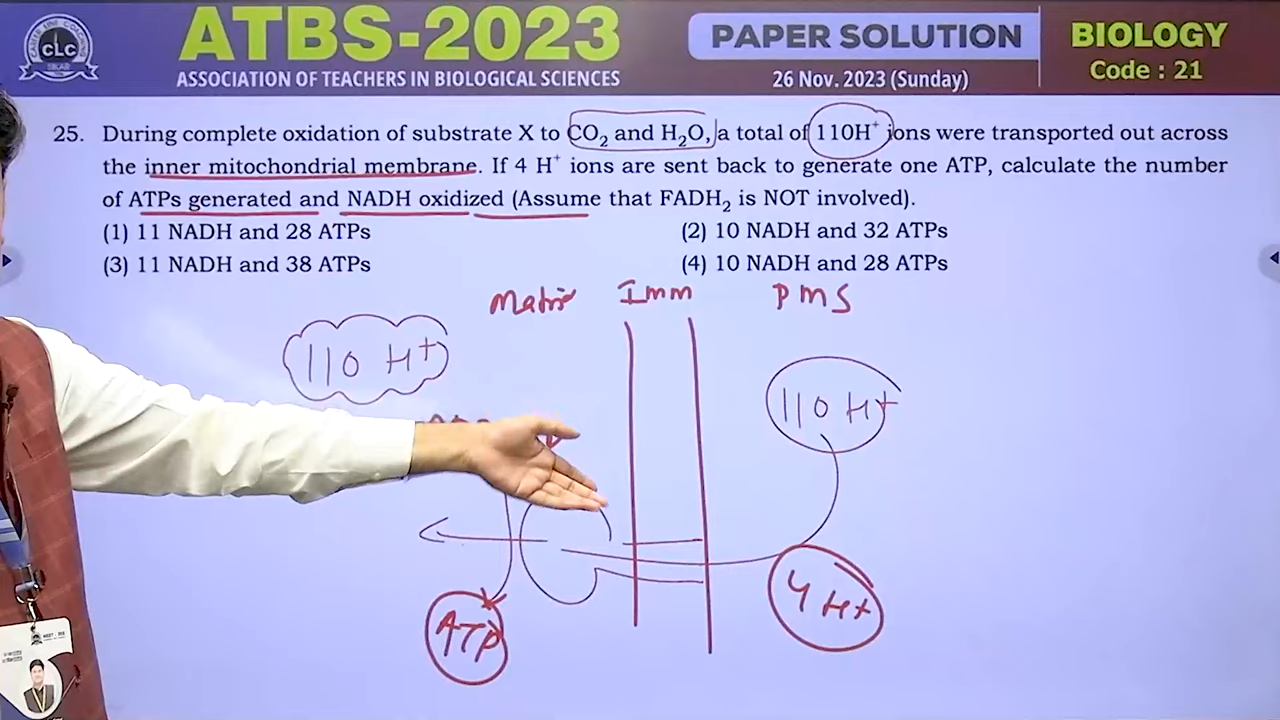 CLC
SIKAR
ATBS-2023
ASSOCIATION OF TEACHERS IN BIOLOGICAL SCIENCES
PAPER SOLUTION
26 Nov. 2023 (Sunday)
BIOLOGY
Code : 21
25. During complete oxidation of substrate X to CO₂ and H₂O, a total of 110H⁺ ions were transported out across
the inner mitochondrial membrane. If 4 H⁺ ions are sent back to generate one ATP, calculate the number
of ATPs generated and NADH oxidized (Assume that FADH₂ is NOT involved).
(1) 11 NADH and 28 ATPs (2) 10 NADH and 32 ATPs
(3) 11 NADH and 38 ATPs (4) 10 NADH and 28 ATPs
Matrix IMM PMS
110 H+
110 H+
4 H+
ATP